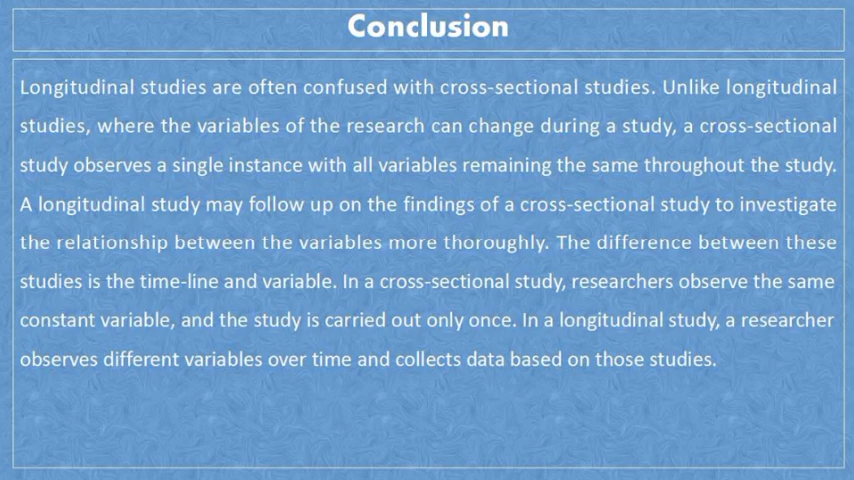 Conclusion
Longitudinal studies are often confused with cross-sectional studies. Unlike longitudinal
studies, where the variables of the research can change during a study, a cross-sectional
study observes a single instance with all variables remaining the same throughout the study.
A longitudinal study may follow up on the findings of a cross-sectional study to investigate
the relationship between the variables more thoroughly. The difference between these
studies is the time-line and variable. In a cross-sectional study, researchers observe the same
constant variable, and the study is carried out only once. In a longitudinal study, a researcher
observes different variables over time and collects data based on those studies.